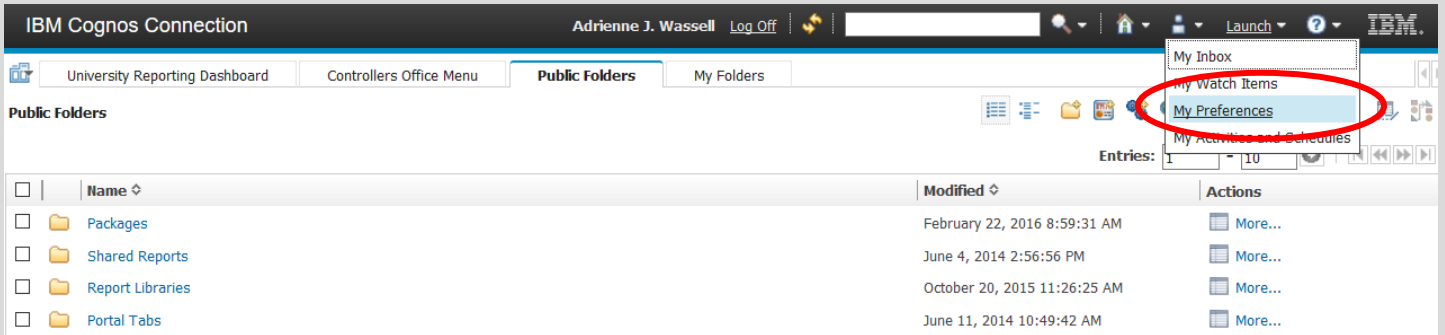 IBM Cognos Connection Adrienne J. Wassell Log Off Launch IBM.
University Reporting Dashboard Controllers Office Menu Public Folders My Folders
My Inbox
My Watch Items
My Preferences
My Activities and Schedules
Public Folders
Entries: 1 - 10
Name Modified Actions
Packages February 22, 2016 8:59:31 AM More...
Shared Reports June 4, 2014 2:56:56 PM More...
Report Libraries October 20, 2015 11:26:25 AM More...
Portal Tabs June 11, 2014 10:49:42 AM More...